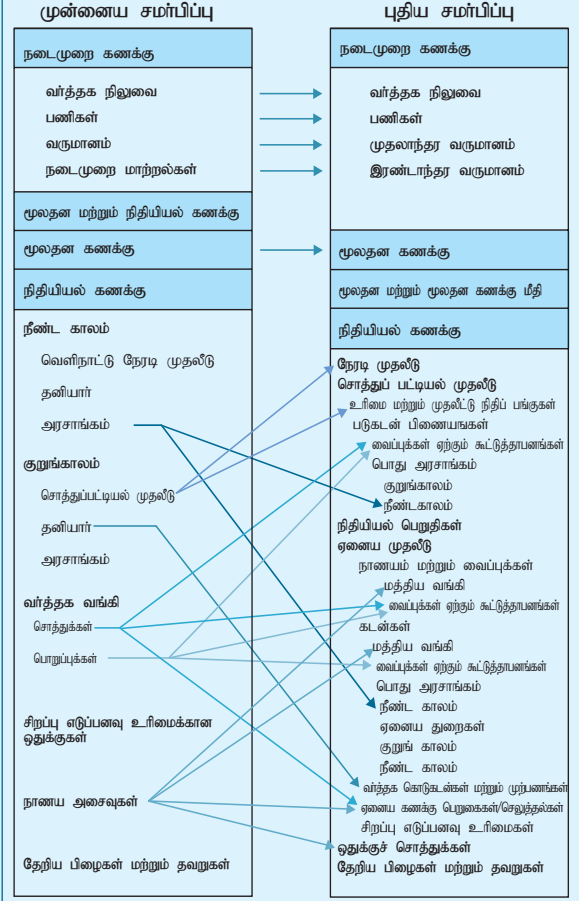 முன்னைய சமர்பிப்பு
நடைமுறை கணக்கு
வர்த்தக நிலுவை
பணிகள்
வருமானம்
நடைமுறை மாற்றல்கள்
மூலதன மற்றும் நிதியியல் கணக்கு
மூலதன கணக்கு
நிதியியல் கணக்கு
நீண்ட காலம்
வெளிநாட்டு நேரடி முதலீடு
தனியார்
அரசாங்கம்
குறுங்காலம்
சொத்துப்பட்டியல் முதலீடு
தனியார்
அரசாங்கம்
வர்த்தக வங்கி
சொத்துக்கள்
பொறுப்புக்கள்
சிறப்பு எடுப்பனவு உரிமைக்கான
ஒதுக்குகள்
நாணய அசைவுகள்
தேறிய பிழைகள் மற்றும் தவறுகள்
புதிய சமர்பிப்பு
நடைமுறை கணக்கு
வர்த்தக நிலுவை
பணிகள்
முதலாந்தர வருமானம்
இரண்டாந்தர வருமானம்
மூலதன கணக்கு
மூலதன மற்றும் மூலதன கணக்கு மீதி
நிதியியல் கணக்கு
நேரடி முதலீடு
சொத்துப் பட்டியல் முதலீடு
உரிமை மற்றும் முதலீட்டு நிதிப் பங்குகள்
படுகடன் பிணையஙகள்
வைப்புக்கள் ஏற்கும் கூட்டுத்தாபனங்கள்
பொது அரசாங்கம்
குறுங்காலம்
நீண்டகாலம்
நிதியியல் பெறுதிகள்
ஏனைய முதலீடு
நாணயம் மற்றும் வைப்புக்கள்
மத்திய வங்கி
வைப்புக்கள் ஏற்கும் கூட்டுத்தாபனங்கள்
கடன்கள்
மத்திய வங்கி
வைப்புக்கள் ஏற்கும் கூட்டுத்தாபனங்கள்
பொது அரசாங்கம்
நீண்ட காலம்
ஏனைய துறைகள்
குறுங் காலம்
நீண்ட காலம்
வர்த்தக கொடுகடன்கள் மற்றும் முற்பணங்கள்
ஏனைய கணக்கு பெறுகைகள்/செலுத்தல்கள்
சிறப்பு எடுப்பனவு உரிமைகள்
ஒதுக்குச் சொத்துக்கள்
தேறிய பிழைகள் மற்றும் தவறுகள்